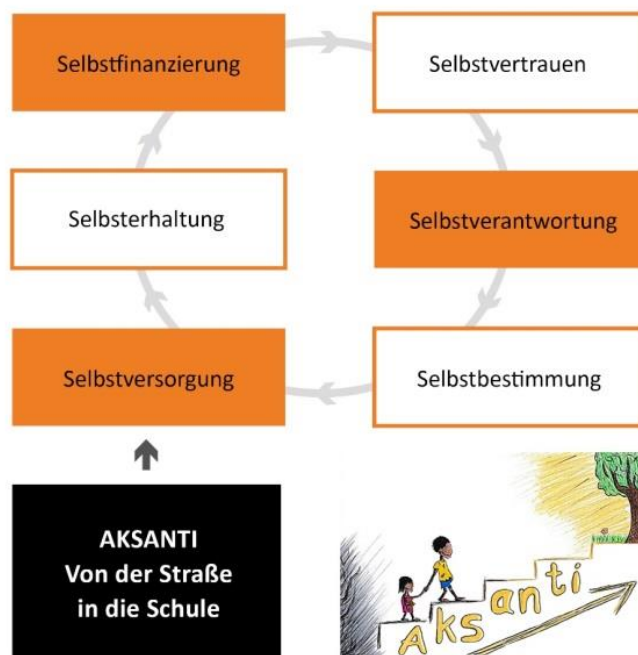 Selbstfinanzierung
Selbstvertrauen
Selbsterhaltung
Selbstverantwortung
Selbstversorgung
Selbstbestimmung
AKSANTI
Von der Straße
in die Schule
Aksanti